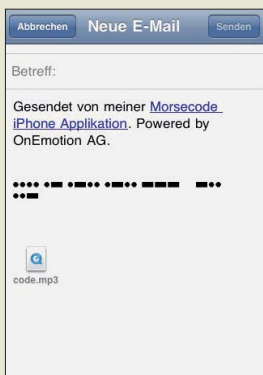 Abbrechen Neue E-Mail Senden
Betreff:
Gesendet von meiner Morsecode
iPhone Applikation. Powered by
OnEmotion AG.
•••• •− •−•• •−•• −−− −••
••−
code.mp3